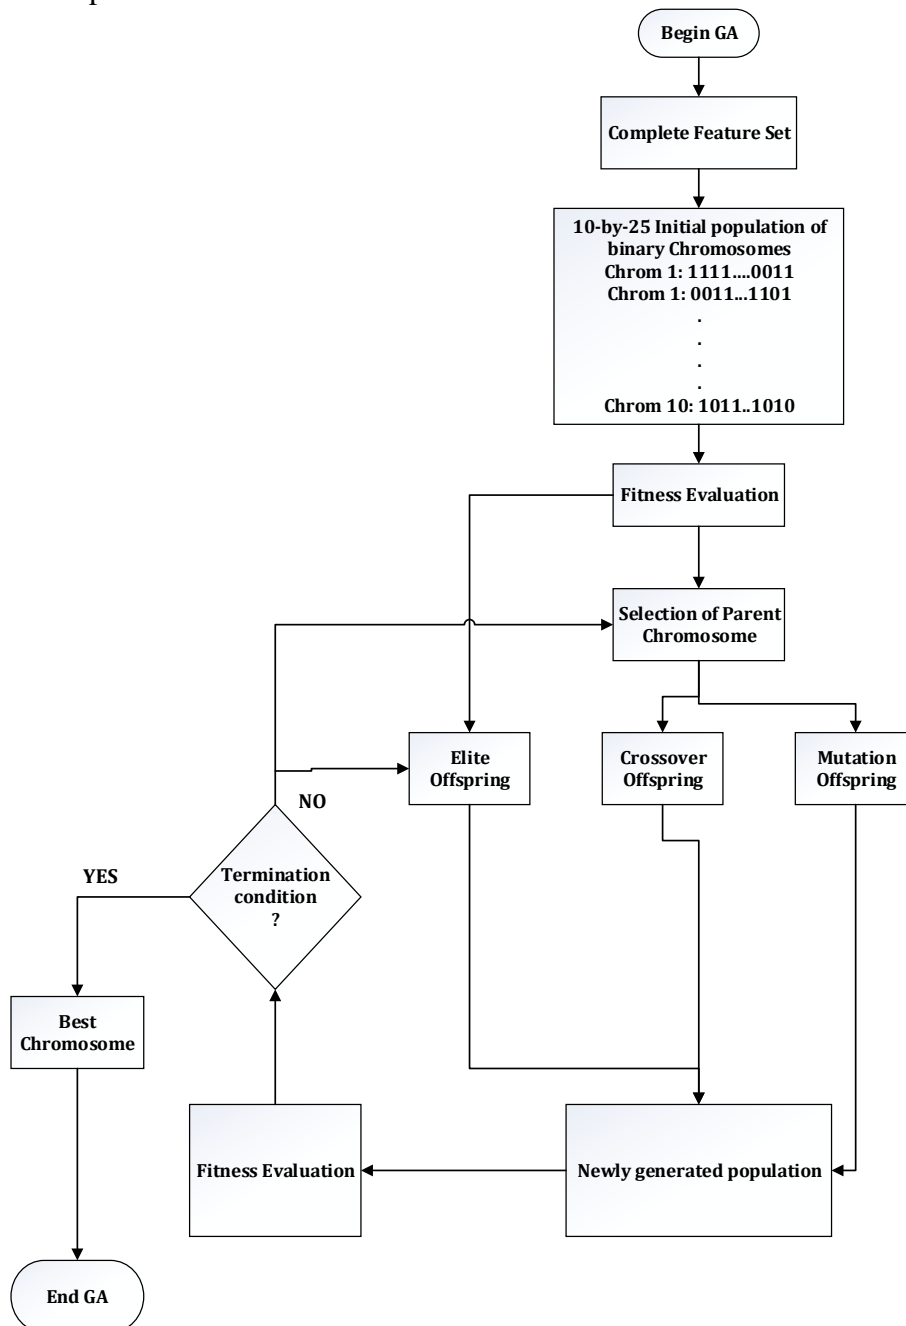 Begin GA
Complete Feature Set
10-by-25 Initial population of
binary Chromosomes
Chrom 1: 1111....0011
Chrom 1: 0011...1101
.
.
.
.
Chrom 10: 1011..1010
Fitness Evaluation
Selection of Parent
Chromosome
Elite
Offspring
Crossover
Offspring
Mutation
Offspring
NO
YES
Termination
condition
?
Best
Chromosome
Fitness Evaluation
Newly generated population
End GA